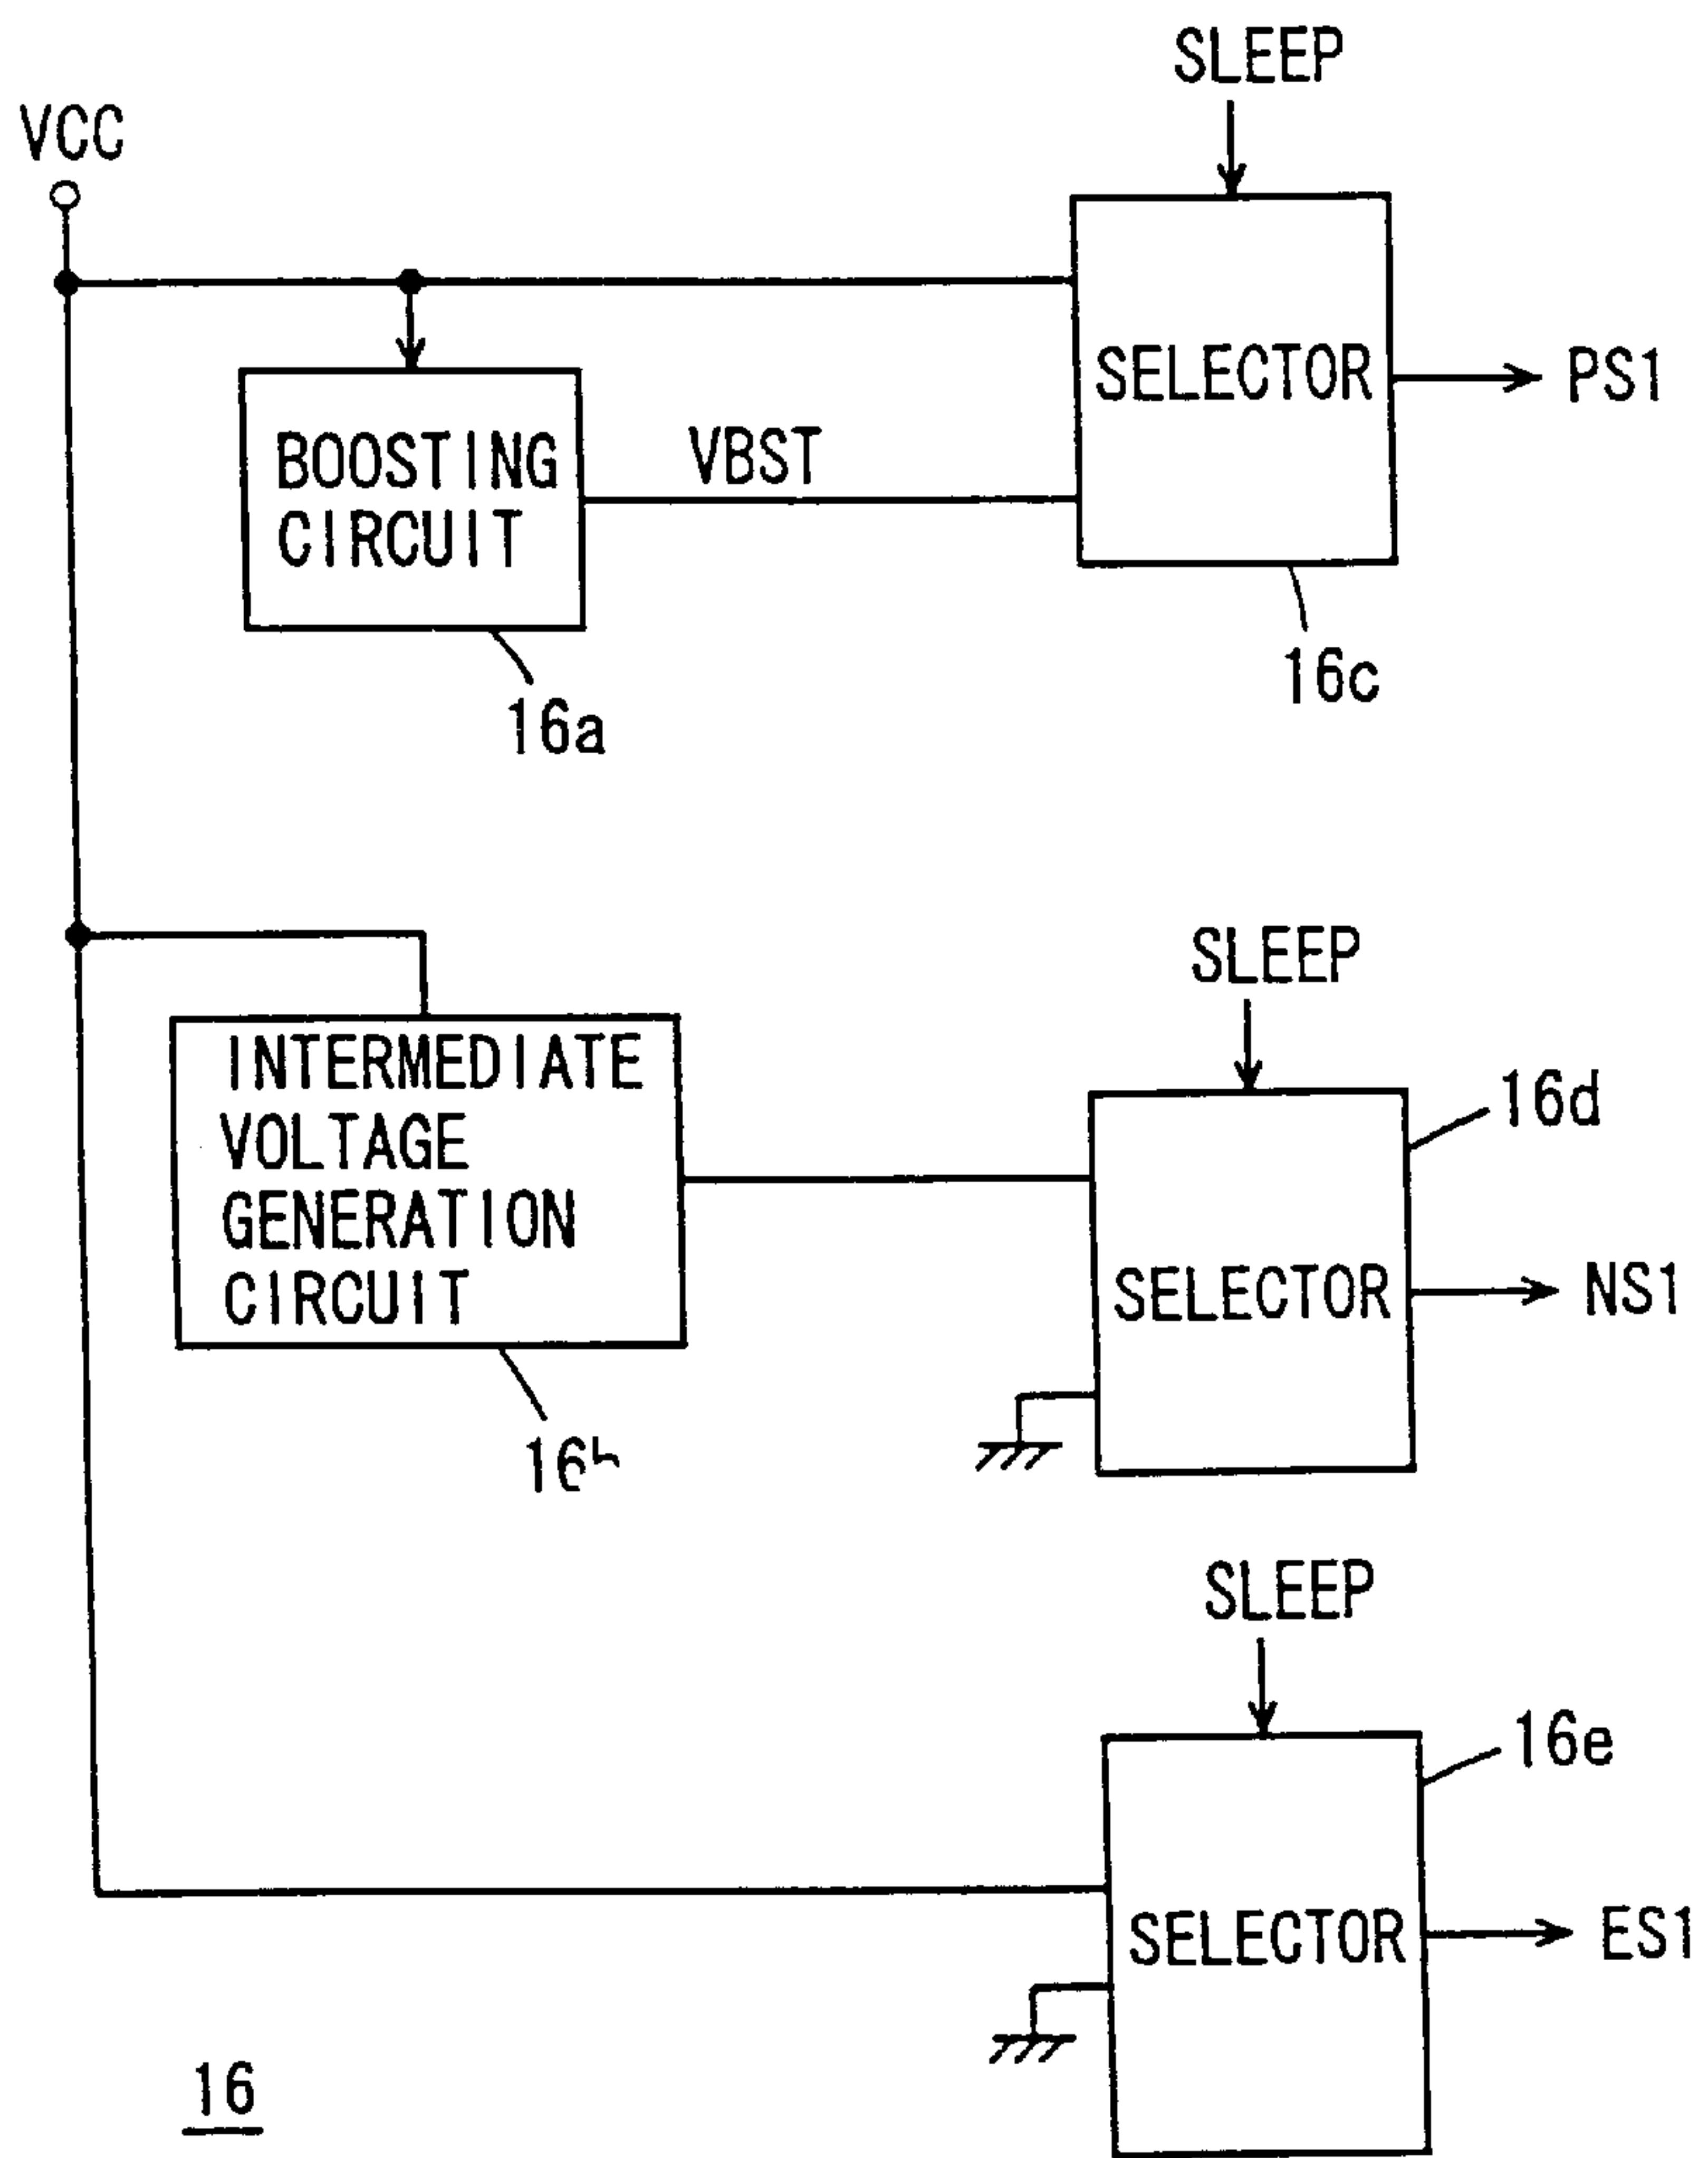 SLEEP
VCC
SELECTOR
PS1
BOOSTING
CIRCUIT
VBST
16c
16a
SLEEP
INTERMEDIATE
VOLTAGE
GENERATION
CIRCUIT
16d
SELECTOR
NS1
16b
SLEEP
16e
SELECTOR
ES1
16